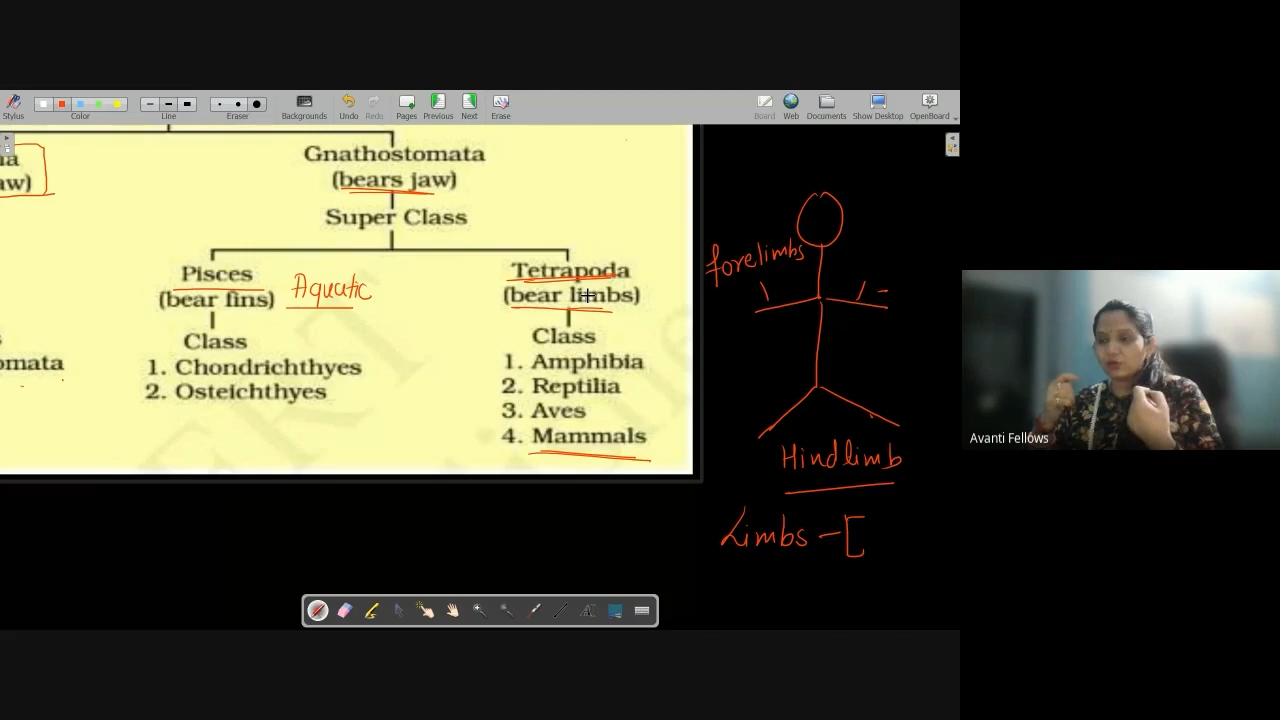 Stylus
Color
Line
Eraser
Backgrounds
Undo
Redo
Pages
Previous
Next
Erase
Board
Web
Documents
Show Desktop
OpenBoard
aw)
Gnathostomata
(bears jaw)
Super Class
Pisces
(bear fins)
Aquatic
Tetrapoda
(bear limbs)
Class
1. Chondrichthyes
2. Osteichthyes
Class
1. Amphibia
2. Reptilia
3. Aves
4. Mammals
omata
forelimbs
Hindlimb
Limbs - [
Avanti Fellows